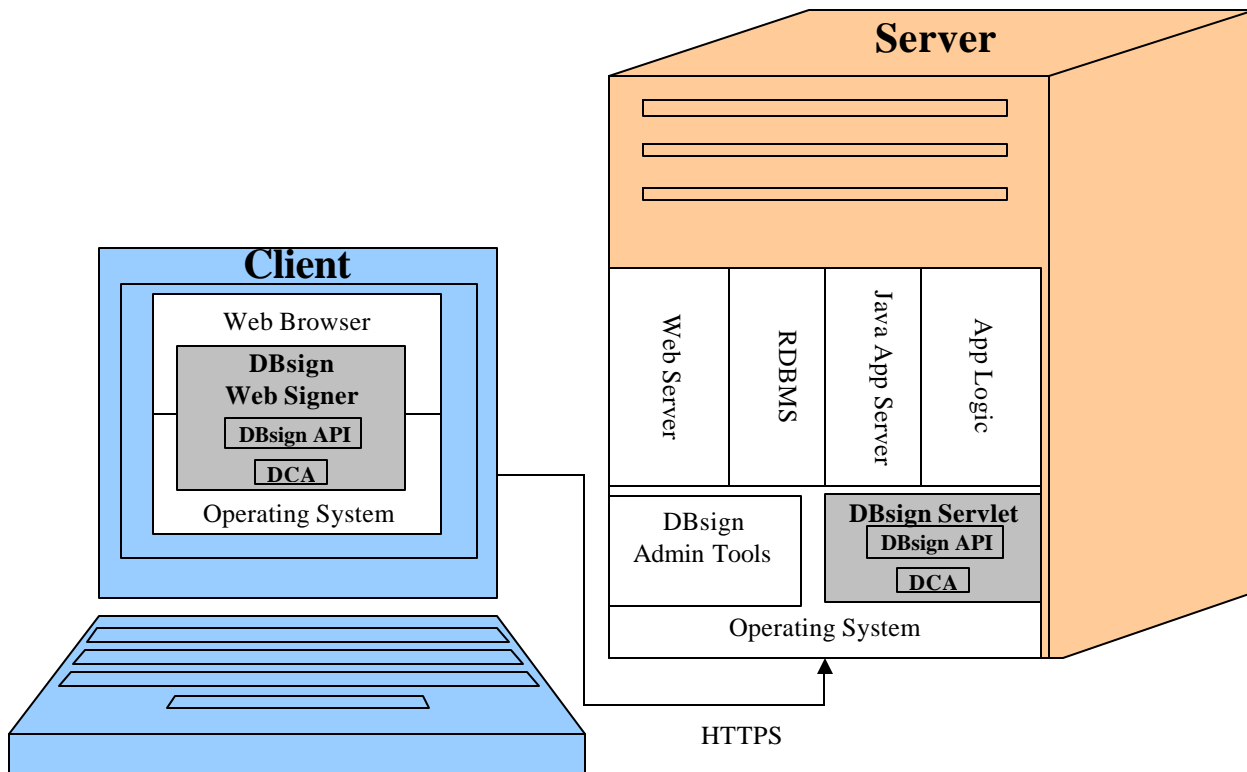 Server
Client
Web Browser
DBsign
Web Signer
DBsign API
DCA
Operating System
Web Server
RDBMS
Java App Server
App Logic
DBsign
Admin Tools
DBsign Servlet
DBsign API
DCA
Operating System
HTTPS